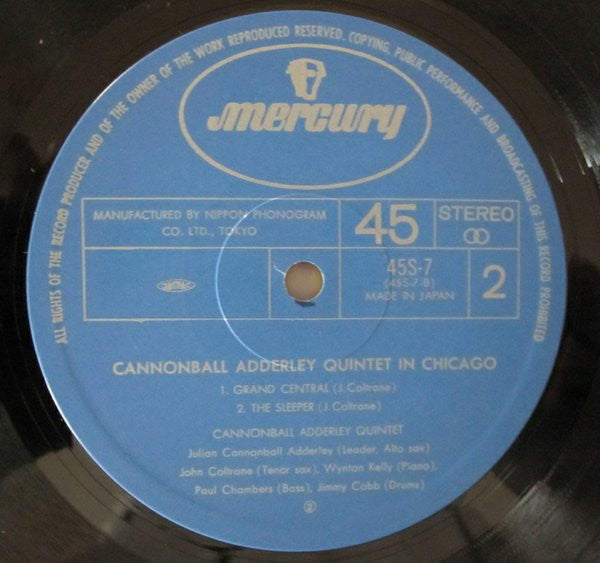 ALL RIGHTS OF THE RECORD PRODUCER AND OF THE OWNER OF THE WORK REPRODUCED RESERVED. COPYING, PUBLIC PERFORMANCE AND BROADCASTING OF THIS RECORD PROHIBITED
mercury
MANUFACTURED BY NIPPON PHONOGRAM
CO. LTD., TOKYO
45
STEREO
45S-7
(45S-7 B)
MADE IN JAPAN
2
CANNONBALL ADDERLEY QUINTET IN CHICAGO
1. GRAND CENTRAL (J.Coltrane)
2. THE SLEEPER (J.Coltrane)
CANNONBALL ADDERLEY QUINTET
Julian Cannonball Adderley (Leader, Alto sax)
John Coltrane (Tenor sax), Wynton Kelly (Piano),
Paul Chambers (Bass), Jimmy Cobb (Drums)